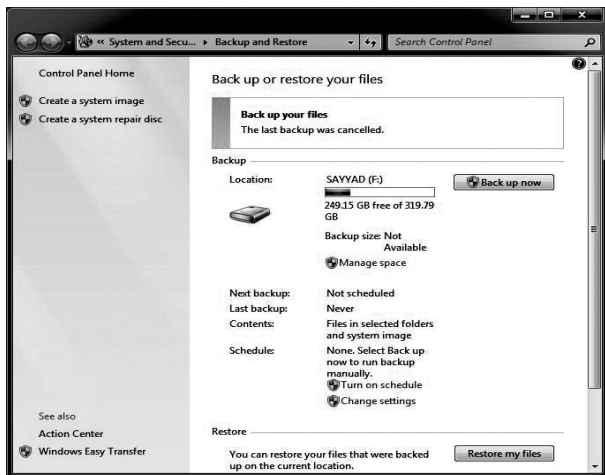 « System and Secu... ▸ Backup and Restore
Search Control Panel
Control Panel Home
Create a system image
Create a system repair disc
See also
Action Center
Windows Easy Transfer
Back up or restore your files
Back up your files
The last backup was cancelled.
Backup
Location:
SAYYAD (F:)
249.15 GB free of 319.79
GB
Backup size: Not
Available
Manage space
Back up now
Next backup: Not scheduled
Last backup: Never
Contents: Files in selected folders
and system image
Schedule: None. Select Back up
now to run backup
manually.
Turn on schedule
Change settings
Restore
You can restore your files that were backed
up on the current location.
Restore my files